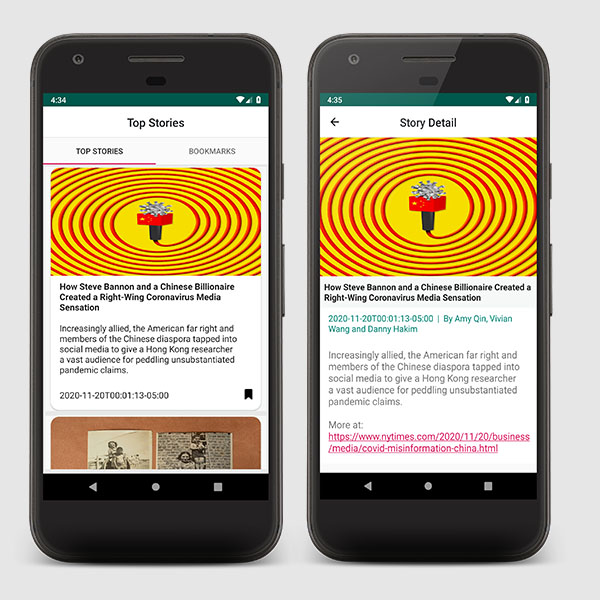 4:34
Top Stories
TOP STORIES
BOOKMARKS
How Steve Bannon and a Chinese Billionaire
Created a Right-Wing Coronavirus Media
Sensation
Increasingly allied, the American far right and
members of the Chinese diaspora tapped into
social media to give a Hong Kong researcher
a vast audience for peddling unsubstantiated
pandemic claims.
2020-11-20T00:01:13-05:00
4:35
Story Detail
How Steve Bannon and a Chinese Billionaire Created a
Right-Wing Coronavirus Media Sensation
2020-11-20T00:01:13-05:00 | By Amy Qin, Vivian
Wang and Danny Hakim
Increasingly allied, the American far right and
members of the Chinese diaspora tapped into
social media to give a Hong Kong researcher
a vast audience for peddling unsubstantiated
pandemic claims.
More at:
https://www.nytimes.com/2020/11/20/business
/media/covid-misinformation-china.html